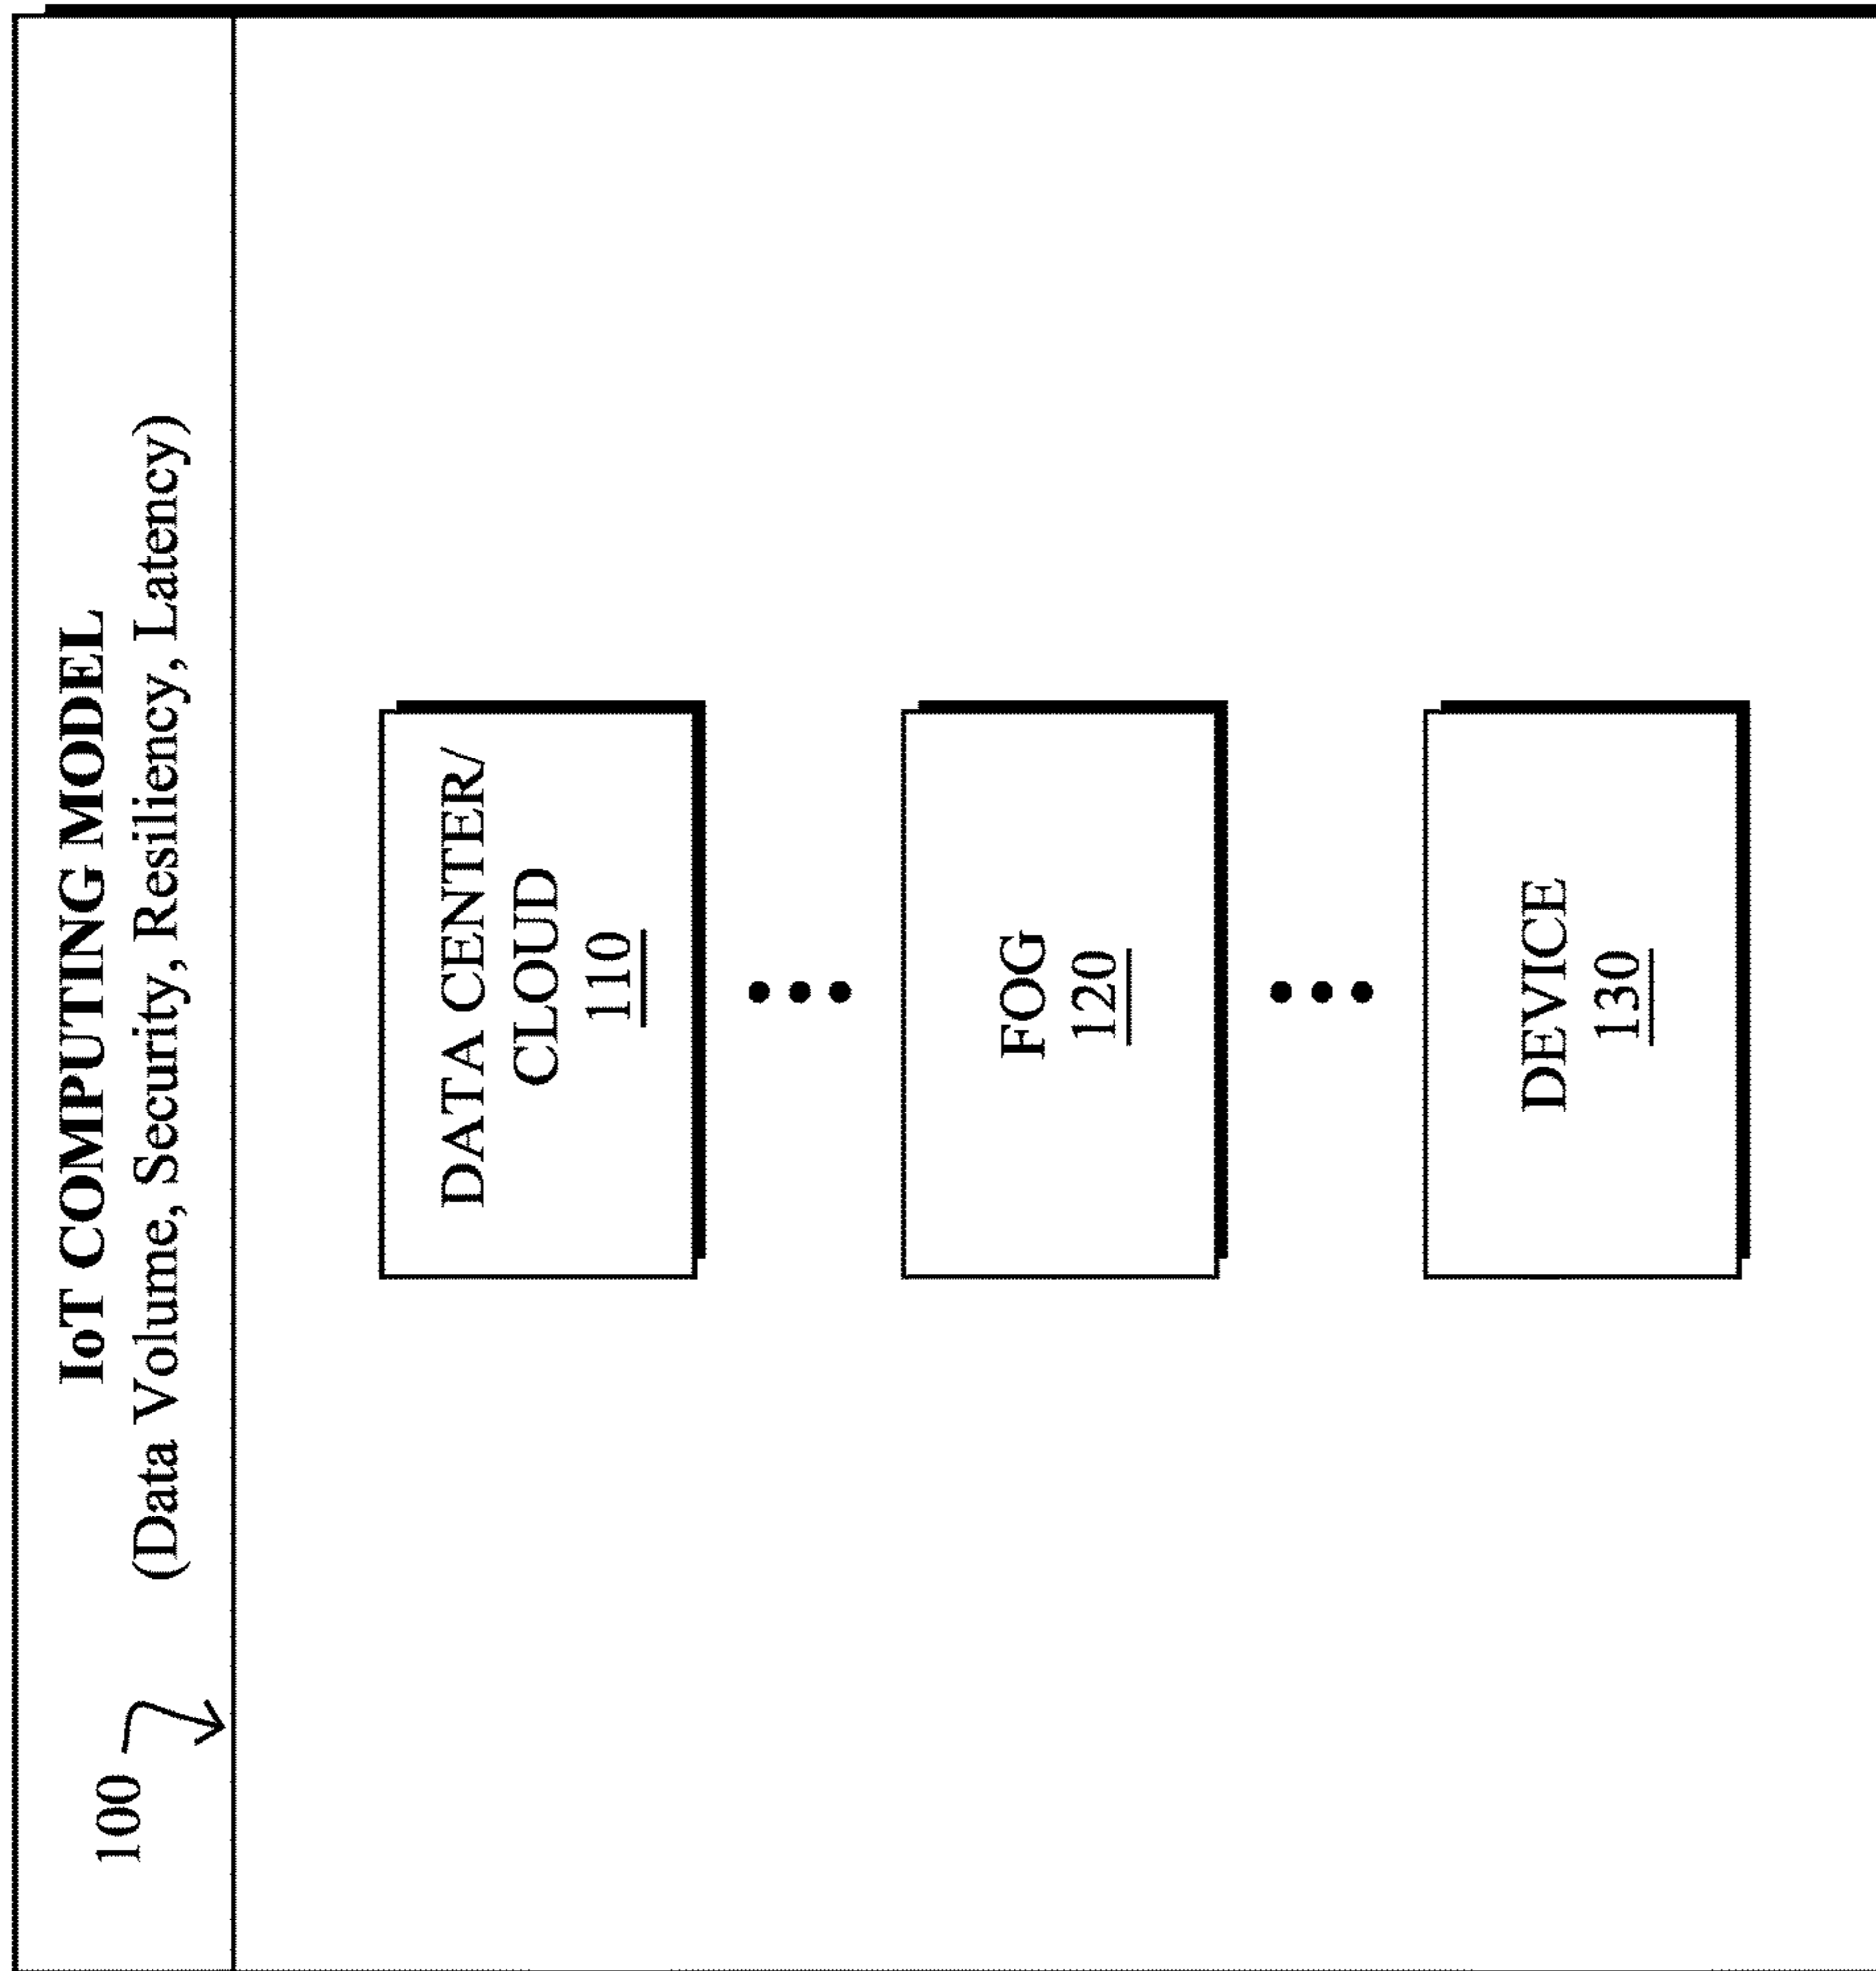 100
IoT COMPUTING MODEL
(Data Volume, Security, Resiliency, Latency)
DATA CENTER/
CLOUD
110
FOG
120
DEVICE
130